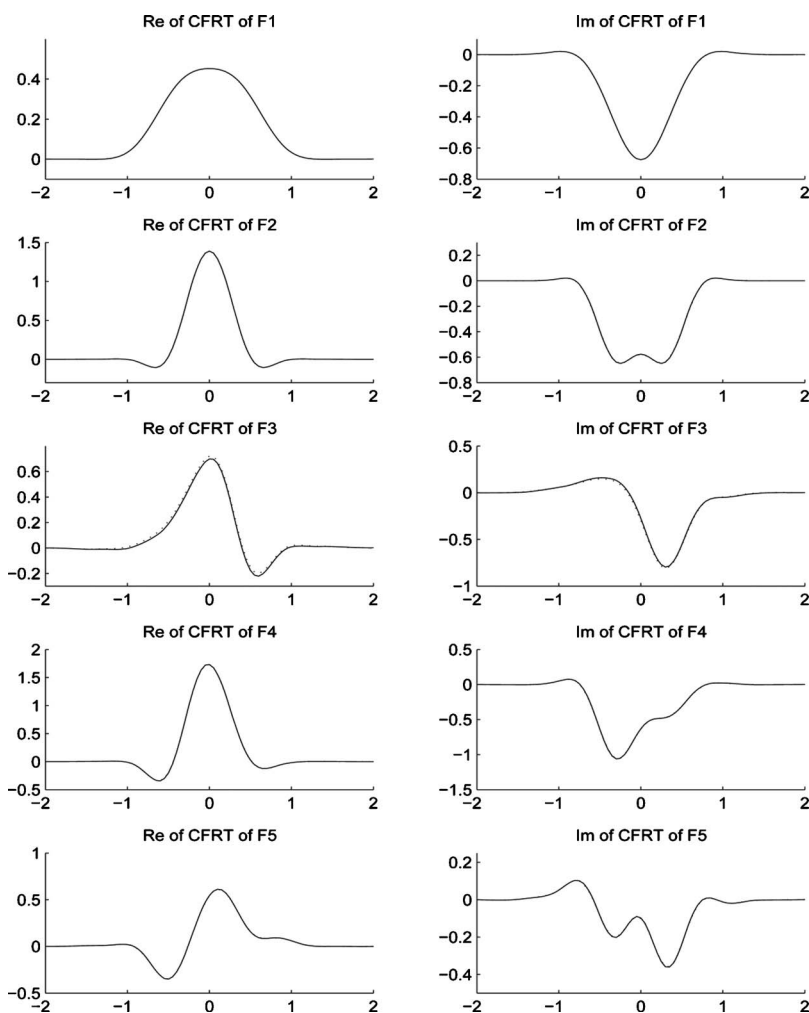 Re of CFRT of F1
0.4
0.2
0
−2 −1 0 1 2
Im of CFRT of F1
0
−0.2
−0.4
−0.6
−0.8
−2 −1 0 1 2
Re of CFRT of F2
1.5
1
0.5
0
−2 −1 0 1 2
Im of CFRT of F2
0.2
0
−0.2
−0.4
−0.6
−0.8
−2 −1 0 1 2
Re of CFRT of F3
0.6
0.4
0.2
0
−0.2
−2 −1 0 1 2
Im of CFRT of F3
0.5
0
−0.5
−1
−2 −1 0 1 2
Re of CFRT of F4
2
1.5
1
0.5
0
−0.5
−2 −1 0 1 2
Im of CFRT of F4
0.5
0
−0.5
−1
−1.5
−2 −1 0 1 2
Re of CFRT of F5
1
0.5
0
−0.5
−2 −1 0 1 2
Im of CFRT of F5
0.2
0
−0.2
−0.4
−2 −1 0 1 2